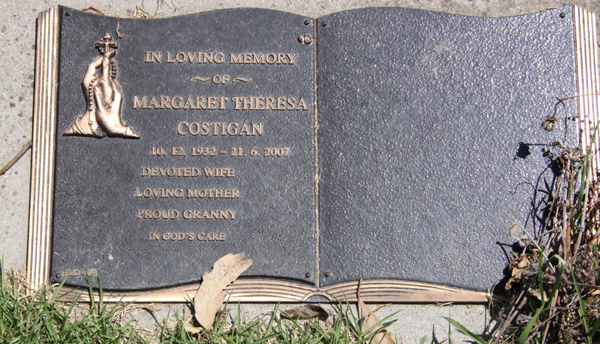 IN LOVING MEMORY
~ OF ~
MARGARET THERESA
COSTIGAN
10. 12. 1932 ~ 21. 6. 2007
DEVOTED WIFE
LOVING MOTHER
PROUD GRANNY
IN GOD'S CARE